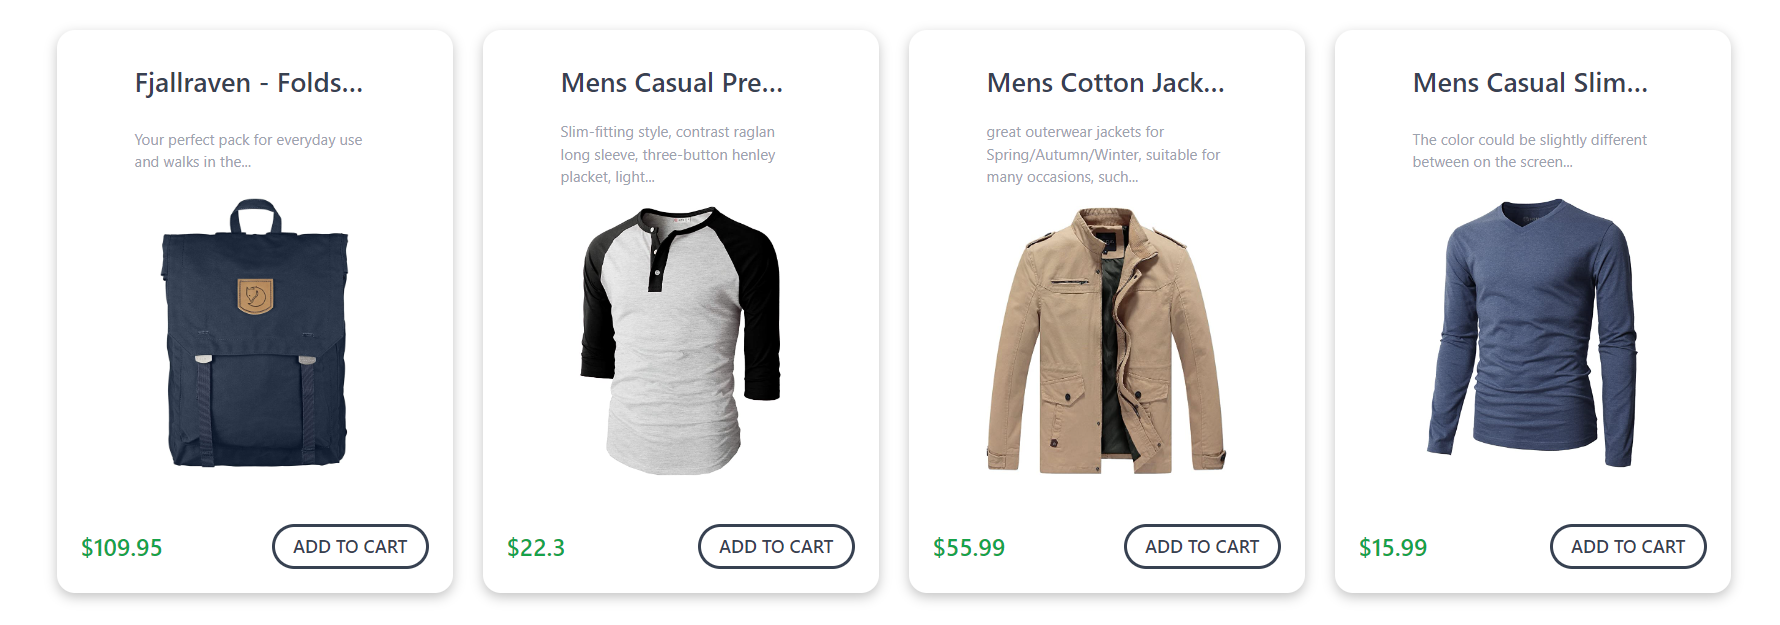 Fjallraven - Folds...
Your perfect pack for everyday use
and walks in the...
$109.95
ADD TO CART
Mens Casual Pre...
Slim-fitting style, contrast raglan
long sleeve, three-button henley
placket, light...
$22.3
ADD TO CART
Mens Cotton Jack...
great outerwear jackets for
Spring/Autumn/Winter, suitable for
many occasions, such...
$55.99
ADD TO CART
Mens Casual Slim...
The color could be slightly different
between on the screen...
$15.99
ADD TO CART